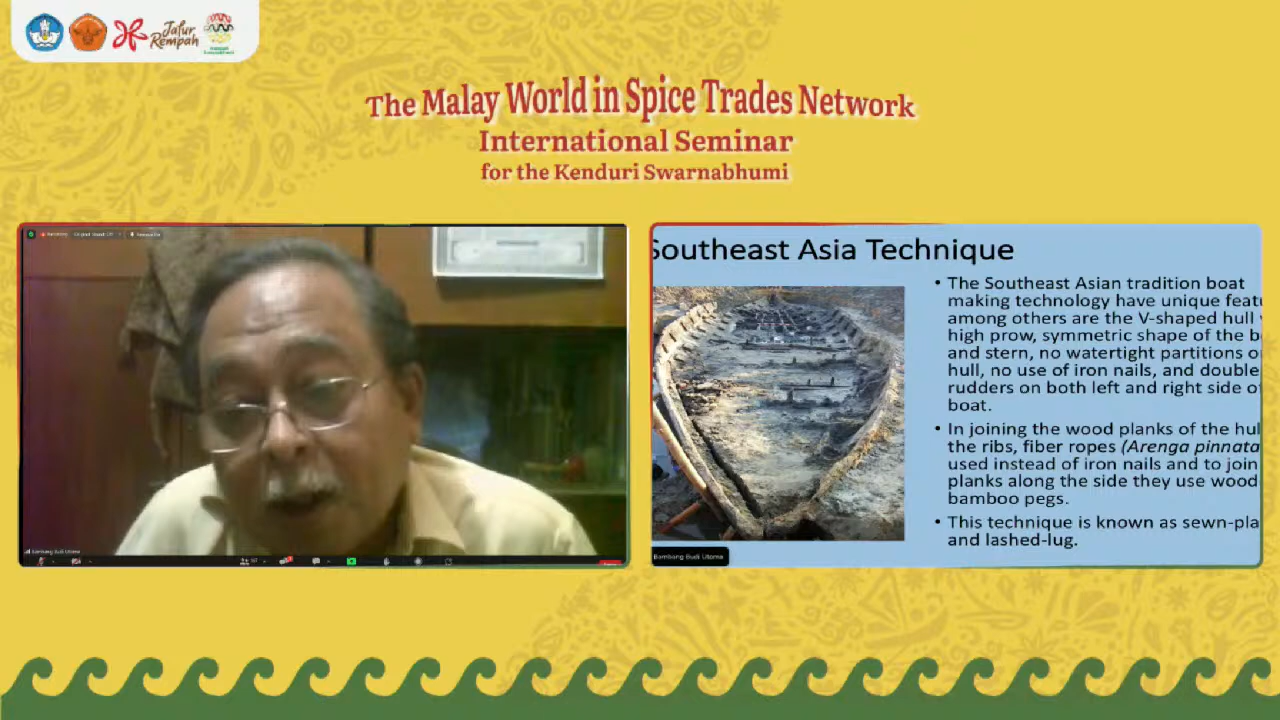 Jalur
Rempah
The Malay World in Spice Trades Network
International Seminar
for the Kenduri Swarnabhumi
Southeast Asia Technique
• The Southeast Asian tradition boat
making technology have unique feat
among others are the V-shaped hull
high prow, symmetric shape of the b
and stern, no watertight partitions o
hull, no use of iron nails, and double
rudders on both left and right side o
boat.
• In joining the wood planks of the hul
the ribs, fiber ropes (Arenga pinnata
used instead of iron nails and to join
planks along the side they use wood
bamboo pegs.
• This technique is known as sewn-pla
and lashed-lug.
Bambang Budi Utomo
Bambang Budi Utomo